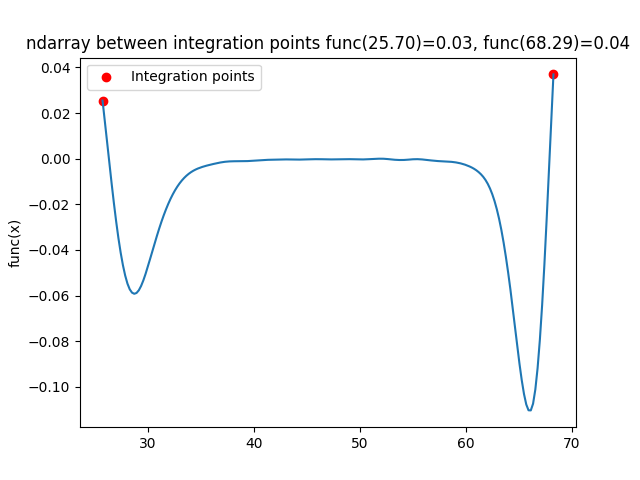 ndarray between integration points func(25.70)=0.03, func(68.29)=0.04
Integration points
func(x)
0.04
0.02
0.00
−0.02
−0.04
−0.06
−0.08
−0.10
30 40 50 60 70